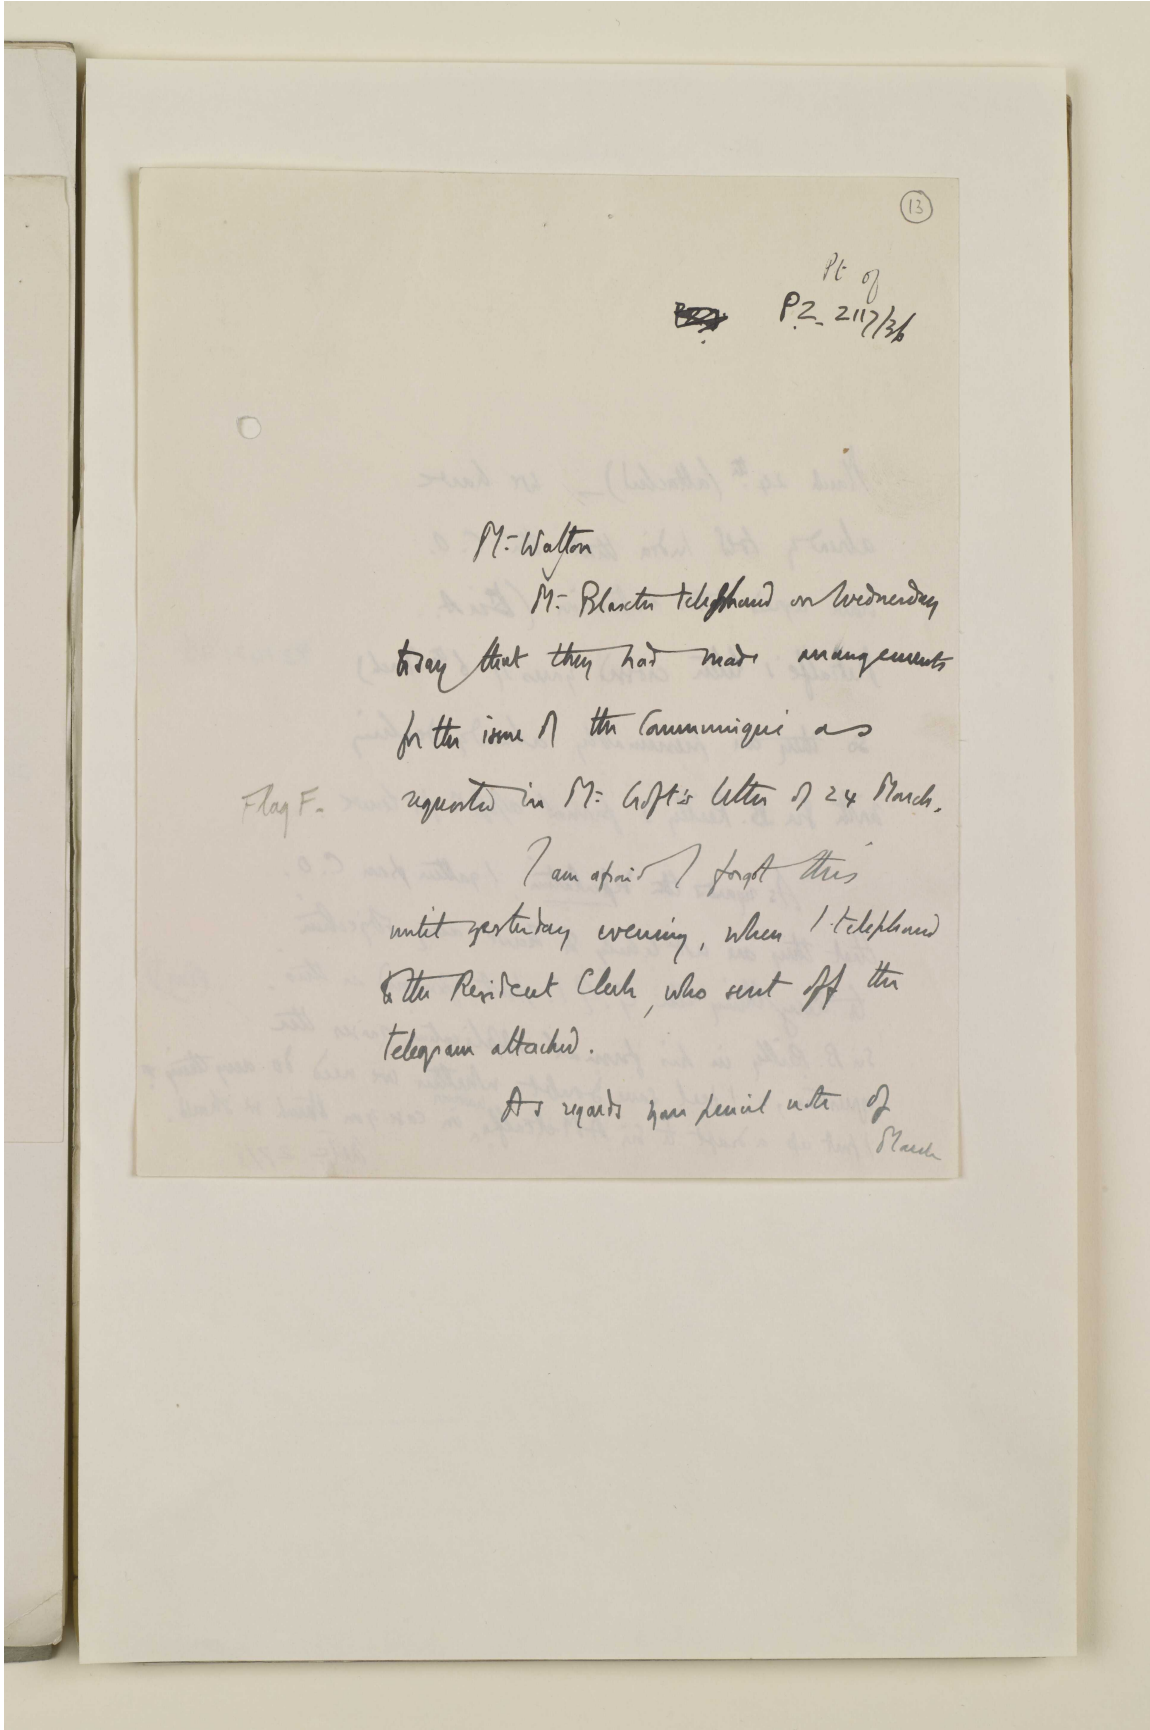 13
Pt of
P.Z. 2117/36
Mr Walton
Mr Blaxter telephoned on Wednesday
to say that they had made arrangements
for the issue of the Communiqué as
Flag F. requested in Mr Croft's letter of 24 March.
I am afraid I forgot this
until yesterday evening, when I telephoned
to the Resident Clerk, who sent off the
telegram attached.
As regards your pencil note of
March